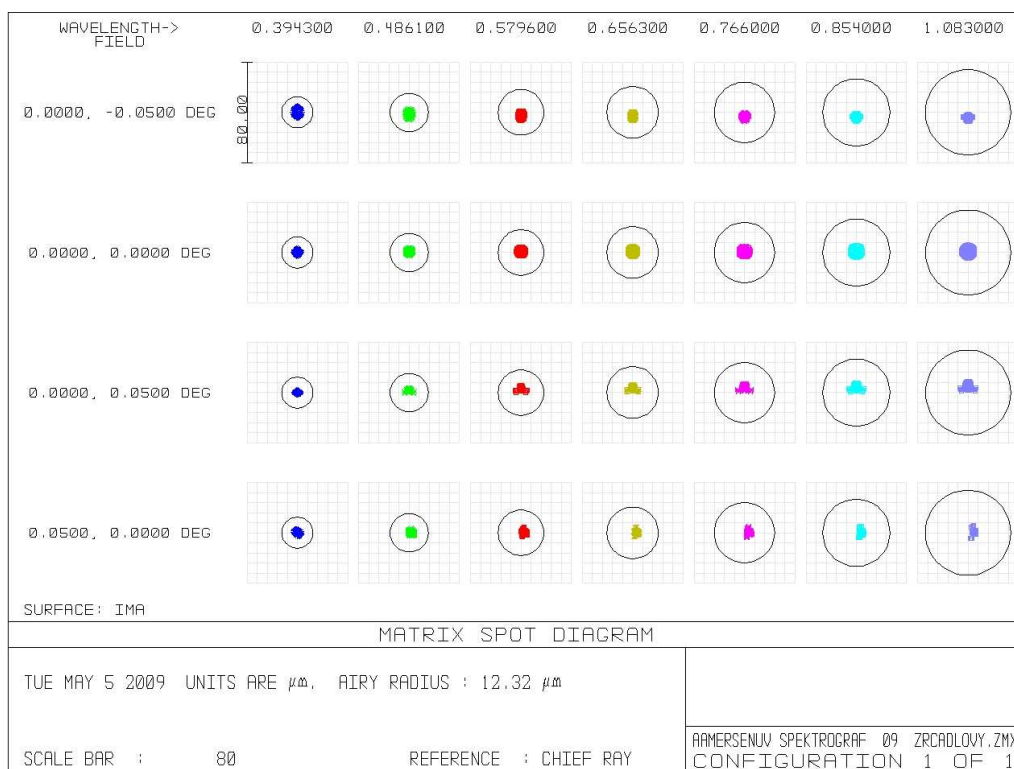 WAVELENGTH-> 0.394300 0.486100 0.579600 0.656300 0.766000 0.854000 1.083000
FIELD
0.0000, -0.0500 DEG
80.00
0.0000, 0.0000 DEG
0.0000, 0.0500 DEG
0.0500, 0.0000 DEG
SURFACE: IMA
MATRIX SPOT DIAGRAM
TUE MAY 5 2009 UNITS ARE µm. AIRY RADIUS : 12.32 µm
SCALE BAR : 80 REFERENCE : CHIEF RAY
HAMERSENUV SPEKTROGRAF 09 ZRCADLOVY.ZMX
CONFIGURATION 1 OF 1